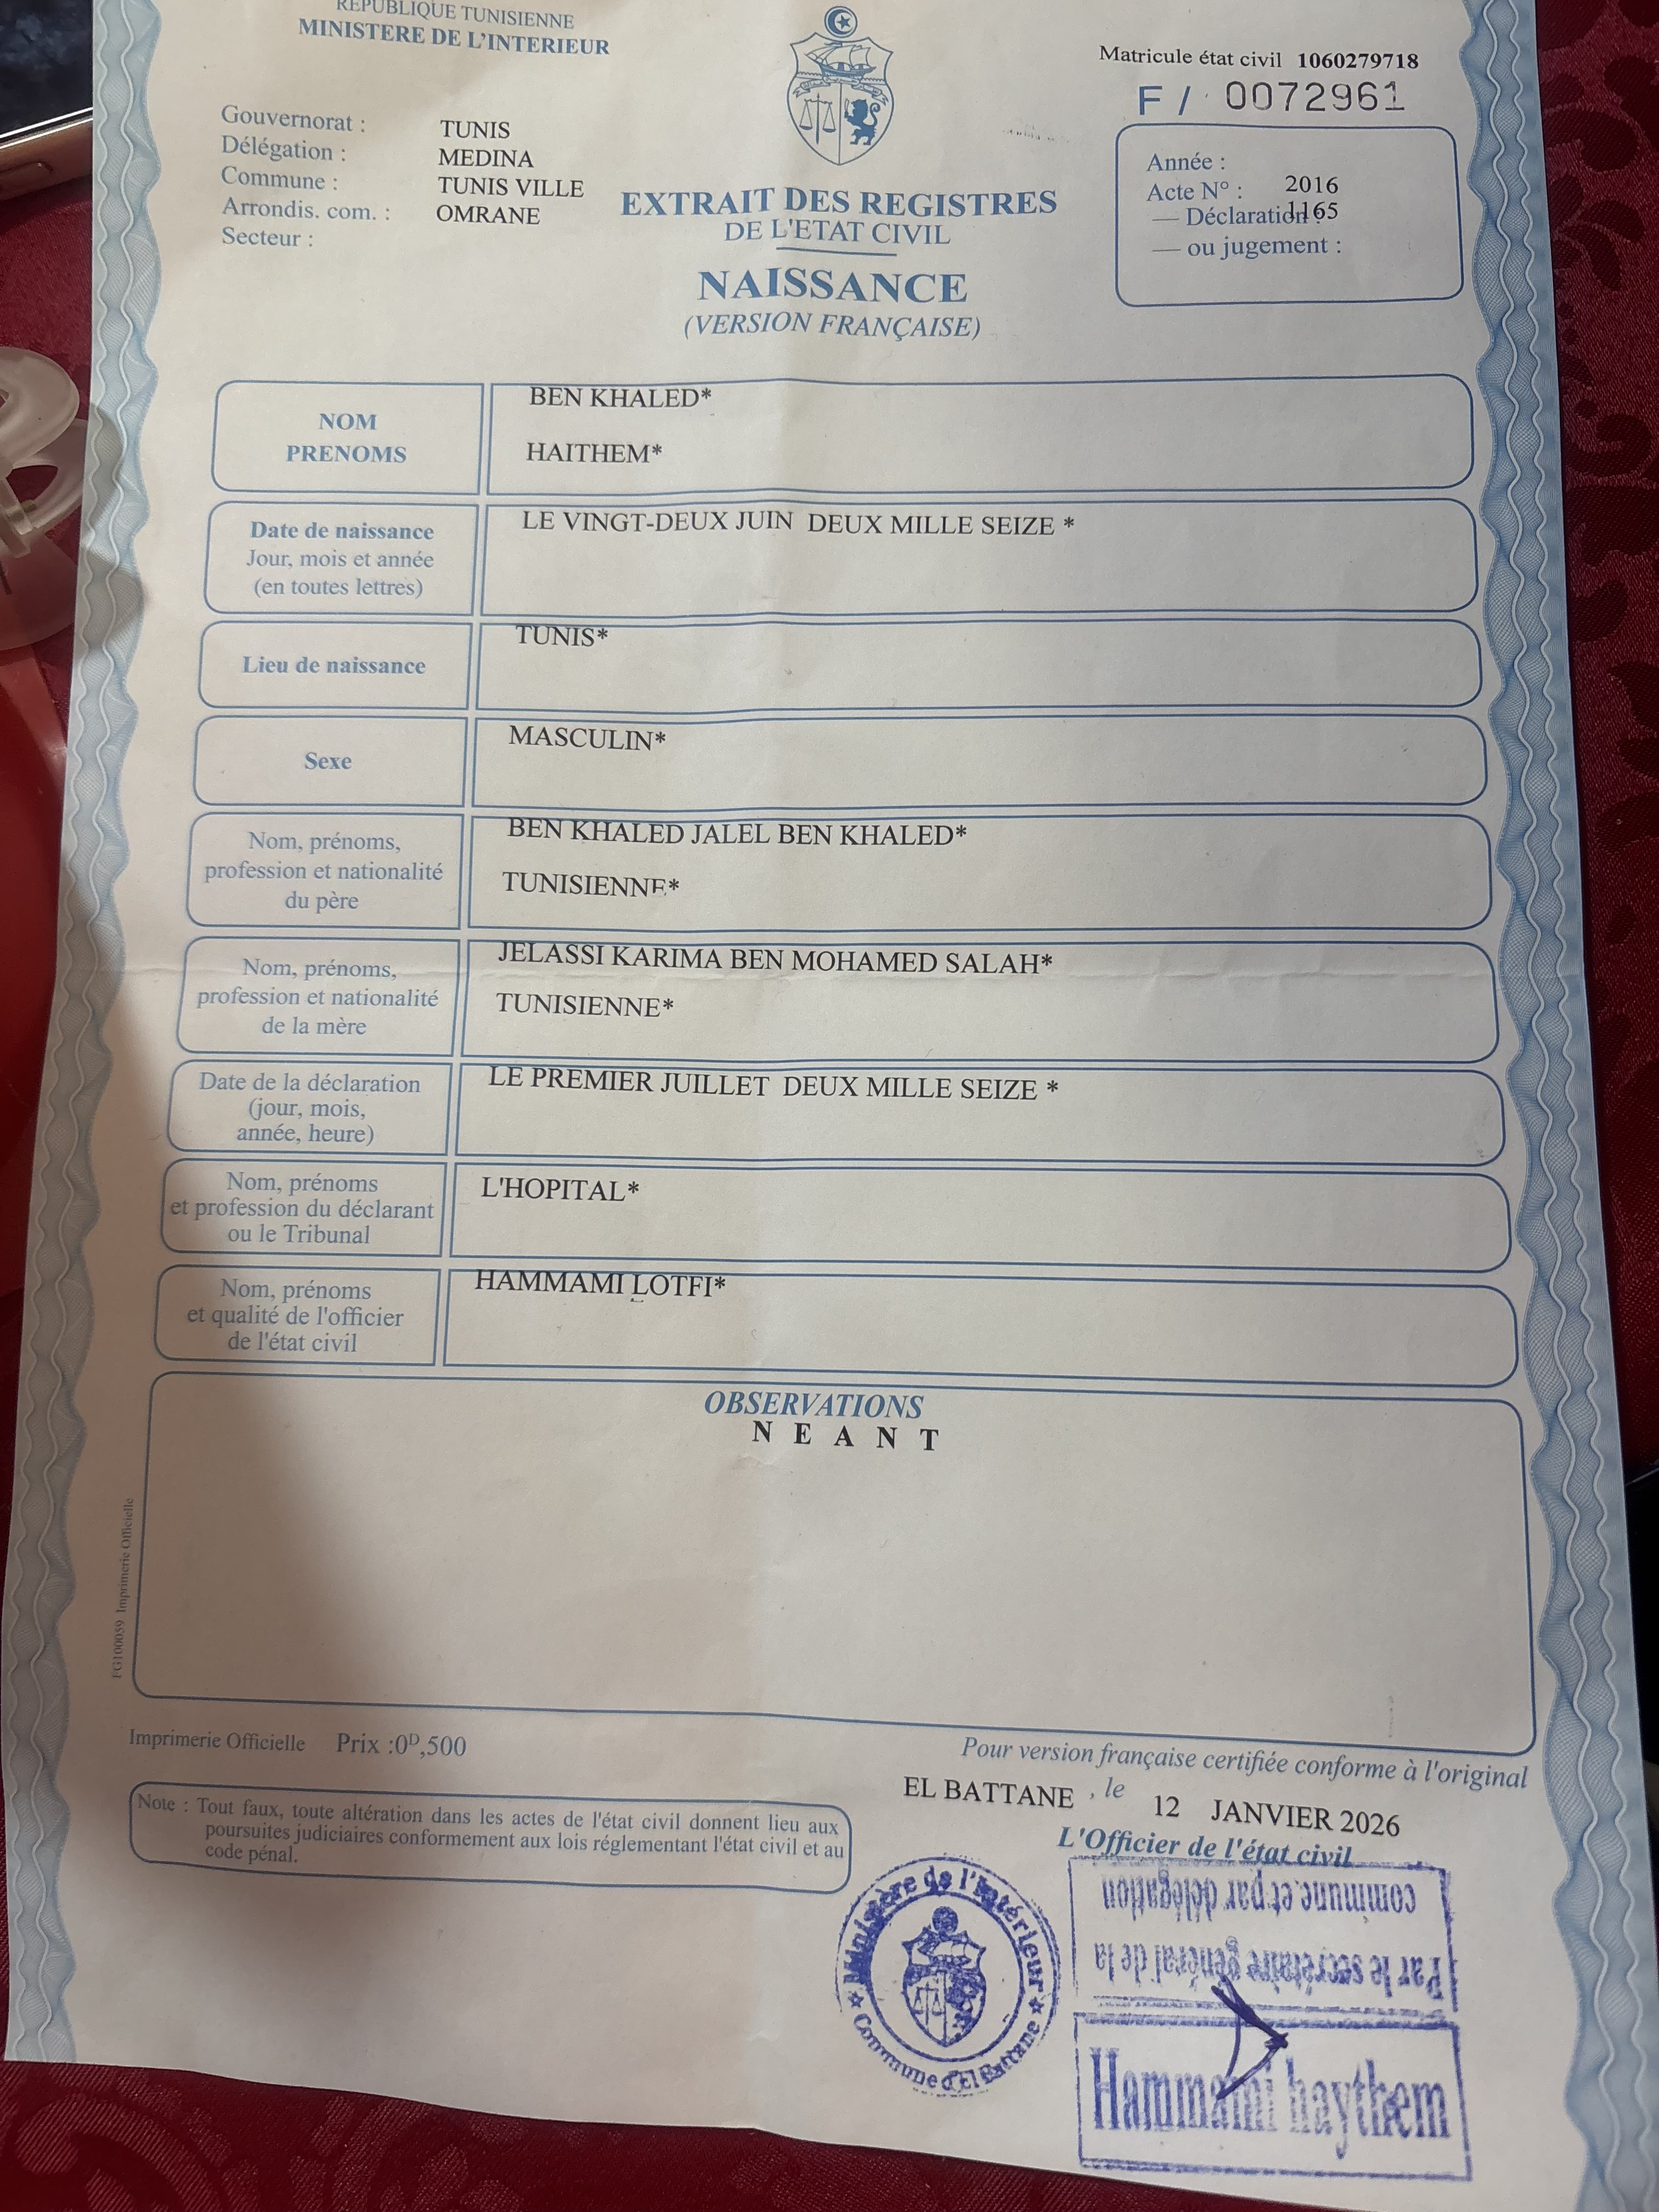 REPUBLIQUE TUNISIENNE
MINISTERE DE L'INTERIEUR
Matricule état civil 1060279718
F / 0072961
Gouvernorat : TUNIS
Délégation : MEDINA
Commune : TUNIS VILLE
Arrondis. com. : OMRANE
Secteur :
EXTRAIT DES REGISTRES
DE L'ETAT CIVIL
NAISSANCE
(VERSION FRANÇAISE)
Année :
Acte N° : 2016
— Déclaration : 1165
— ou jugement :
NOM
PRENOMS
BEN KHALED*
HAITHEM*
Date de naissance
Jour, mois et année
(en toutes lettres)
LE VINGT-DEUX JUIN DEUX MILLE SEIZE *
Lieu de naissance
TUNIS*
Sexe
MASCULIN*
Nom, prénoms,
profession et nationalité
du père
BEN KHALED JALEL BEN KHALED*
TUNISIENNE*
Nom, prénoms,
profession et nationalité
de la mère
JELASSI KARIMA BEN MOHAMED SALAH*
TUNISIENNE*
Date de la déclaration
(jour, mois,
année, heure)
LE PREMIER JUILLET DEUX MILLE SEIZE *
Nom, prénoms
et profession du déclarant
ou le Tribunal
L'HOPITAL*
Nom, prénoms
et qualité de l'officier
de l'état civil
HAMMAMI LOTFI*
OBSERVATIONS
N E A N T
FG100059 Imprimerie Officielle
Imprimerie Officielle Prix :0ᴰ,500
Pour version française certifiée conforme à l'original
EL BATTANE , le 12 JANVIER 2026
L'Officier de l'état civil
Note : Tout faux, toute altération dans les actes de l'état civil donnent lieu aux
poursuites judiciaires conformement aux lois réglementant l'état civil et au
code pénal.
Ministère de l'Intérieur
Commune d'El Battane
Par le secrétaire général de la
commune et par délégation
Hammami haythem